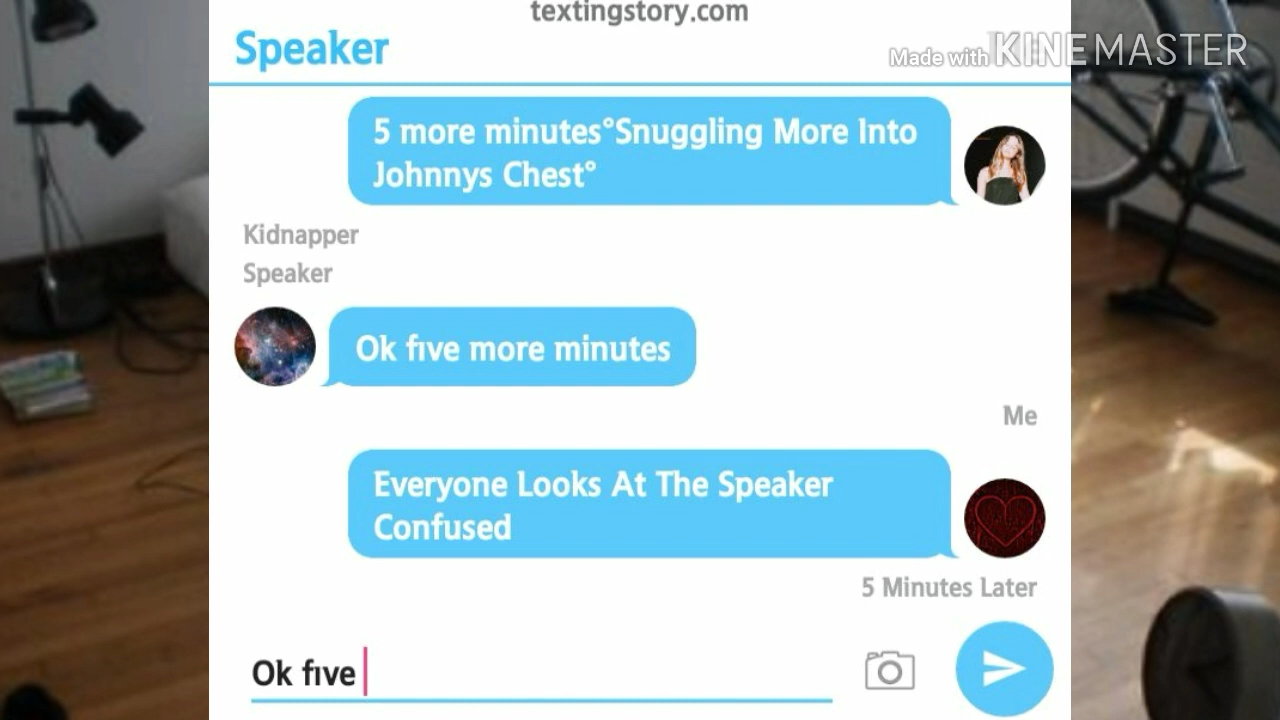 textingstory.com
Speaker
Made with KINEMASTER
5 more minutes°Snuggling More Into
Johnnys Chest°
Kidnapper
Speaker
Ok five more minutes
Me
Everyone Looks At The Speaker
Confused
5 Minutes Later
Ok five